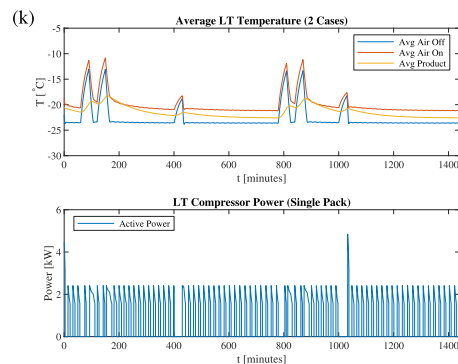 (k)
Average LT Temperature (2 Cases)
-5
-10
-15
-20
-25
-30
T [°C]
Avg Air Off
Avg Air On
Avg Product
0 200 400 600 800 1000 1200 1400
t [minutes]
LT Compressor Power (Single Pack)
6
4
2
0
Power [kW]
Active Power
0 200 400 600 800 1000 1200 1400
t [minutes]